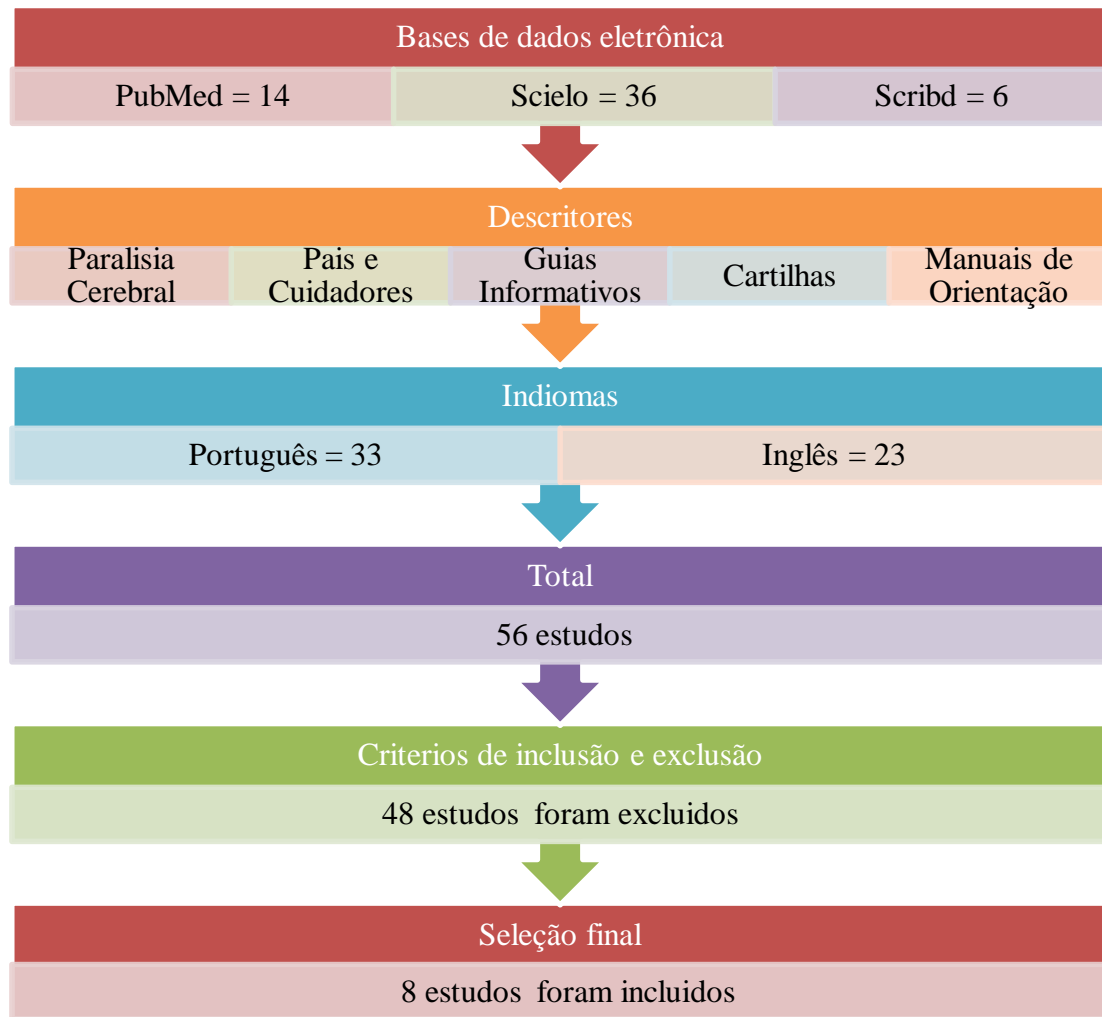 Bases de dados eletrônica
PubMed = 14
Scielo = 36
Scribd = 6
Descritores
Paralisia
Cerebral
Pais e
Cuidadores
Guias
Informativos
Cartilhas
Manuais de
Orientação
Indiomas
Português = 33
Inglês = 23
Total
56 estudos
Criterios de inclusão e exclusão
48 estudos foram excluidos
Seleção final
8 estudos foram incluidos